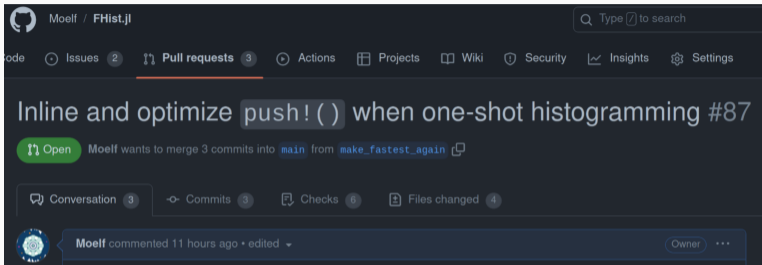 Moelf / FHist.jl
Type / to search
Code
Issues 2
Pull requests 3
Actions
Projects
Wiki
Security
Insights
Settings
Inline and optimize push!() when one-shot histogramming #87
Open
Moelf wants to merge 3 commits into main from make_fastest_again
Conversation 3
Commits 3
Checks 6
Files changed 4
Moelf commented 11 hours ago • edited
Owner